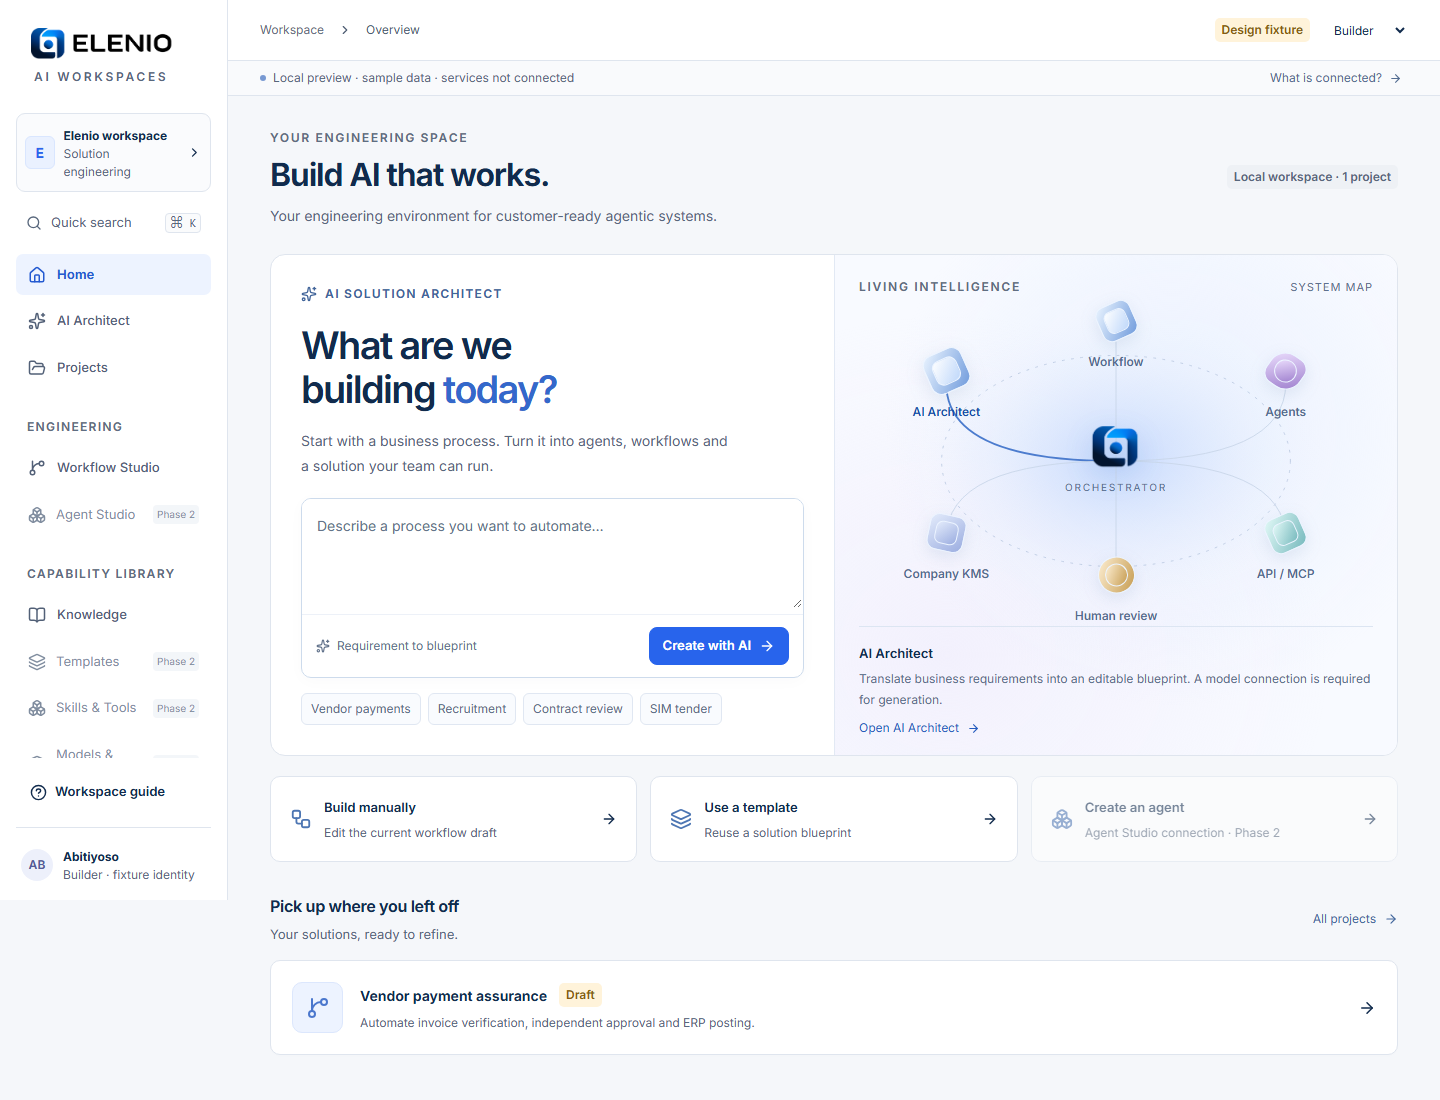 ELENIO
AI WORKSPACES
E
Elenio workspace
Solution
engineering
Quick search
⌘ K
Home
AI Architect
Projects
ENGINEERING
Workflow Studio
Agent Studio
Phase 2
CAPABILITY LIBRARY
Knowledge
Templates
Phase 2
Skills & Tools
Phase 2
Models &
Workspace guide
AB
Abitiyoso
Builder · fixture identity
Workspace
Overview
Design fixture
Builder
Local preview · sample data · services not connected
What is connected?
YOUR ENGINEERING SPACE
Build AI that works.
Your engineering environment for customer-ready agentic systems.
Local workspace · 1 project
AI SOLUTION ARCHITECT
What are we
building today?
Start with a business process. Turn it into agents, workflows and
a solution your team can run.
Describe a process you want to automate...
Requirement to blueprint
Create with AI
Vendor payments
Recruitment
Contract review
SIM tender
LIVING INTELLIGENCE
SYSTEM MAP
Workflow
AI Architect
Agents
ORCHESTRATOR
Company KMS
API / MCP
Human review
AI Architect
Translate business requirements into an editable blueprint. A model connection is required
for generation.
Open AI Architect
Build manually
Edit the current workflow draft
Use a template
Reuse a solution blueprint
Create an agent
Agent Studio connection · Phase 2
Pick up where you left off
Your solutions, ready to refine.
All projects
Vendor payment assurance
Draft
Automate invoice verification, independent approval and ERP posting.